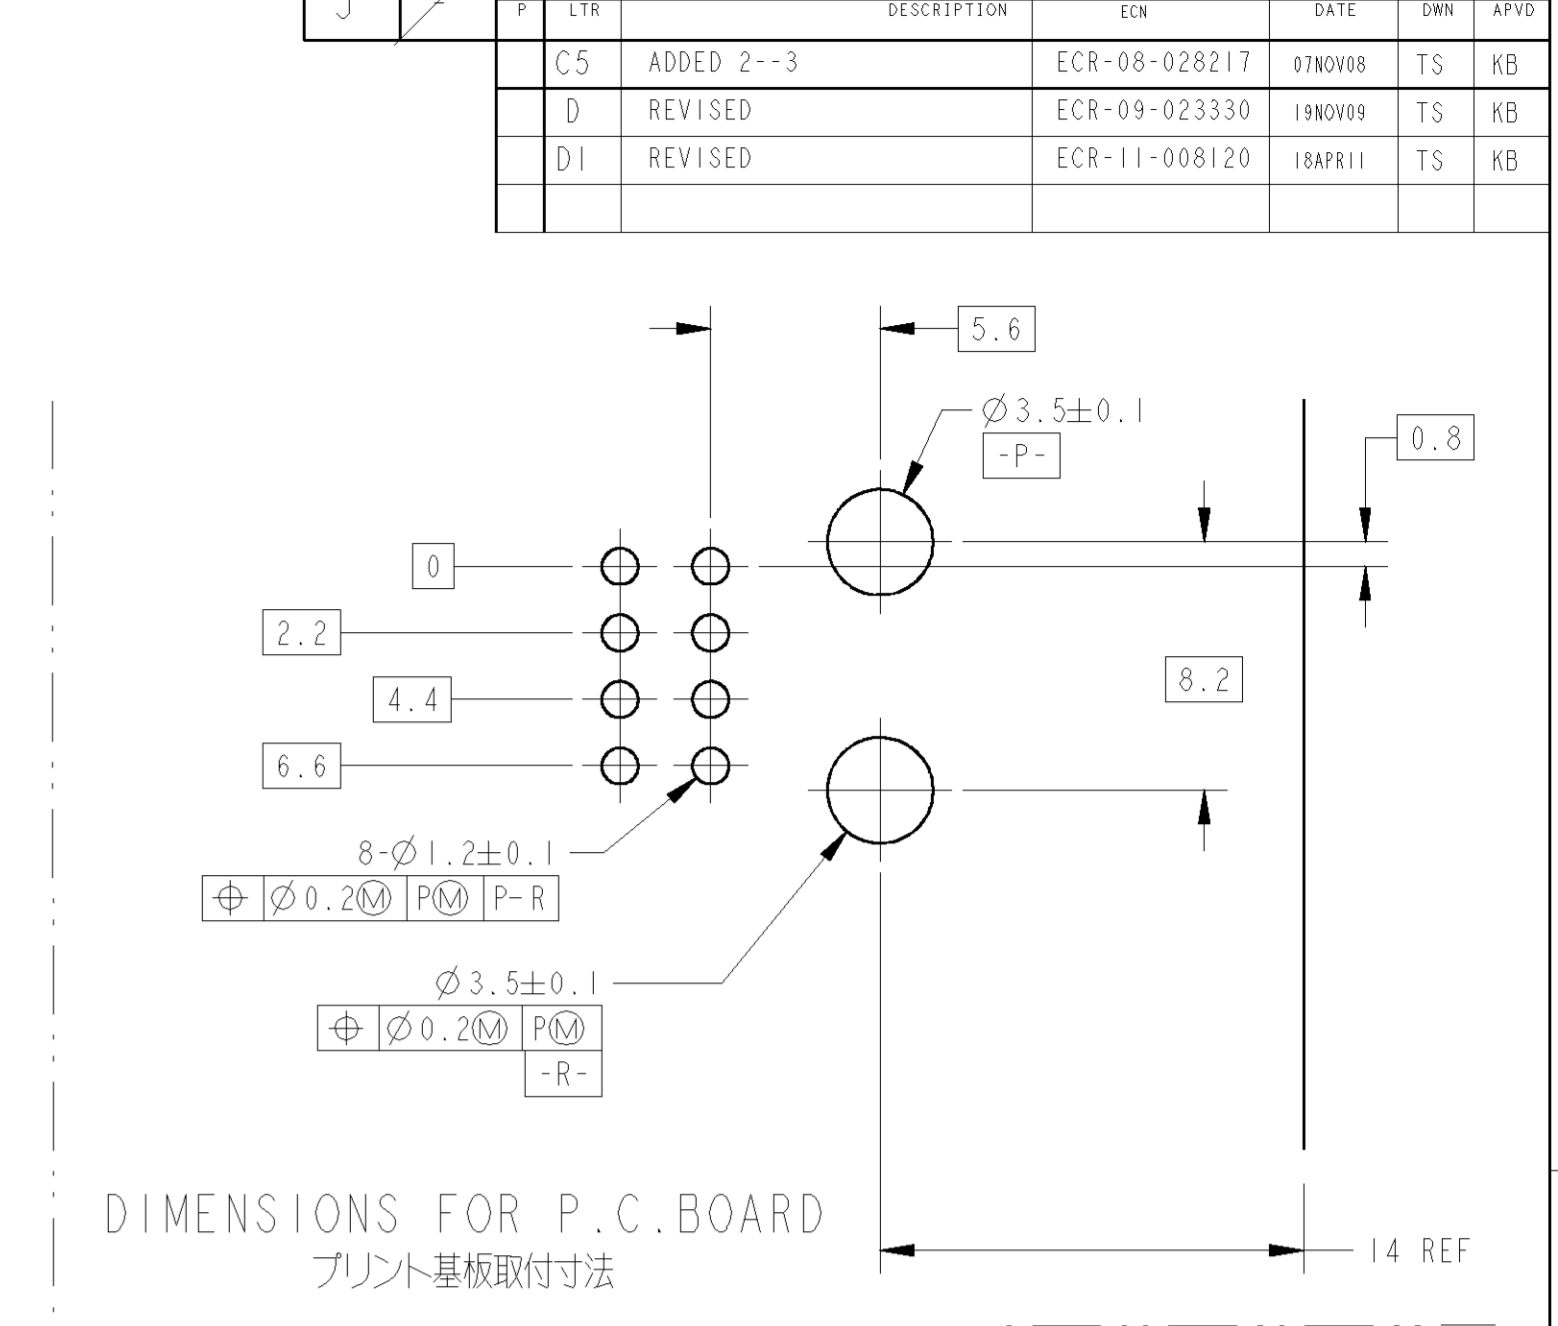 P LTR DESCRIPTION ECN DATE DWN APVD
C5 ADDED 2--3 ECR-08-028217 07NOV08 TS KB
D REVISED ECR-09-023330 19NOV09 TS KB
D1 REVISED ECR-11-008120 18APR11 TS KB
5.6
Ø3.5±0.1
-P-
0.8
0
2.2
4.4
8.2
6.6
8-Ø1.2±0.1
⌖ Ø0.2Ⓜ PⓂ P-R
Ø3.5±0.1
⌖ Ø0.2Ⓜ PⓂ
-R-
DIMENSIONS FOR P.C.BOARD
プリント基板取付寸法
14 REF